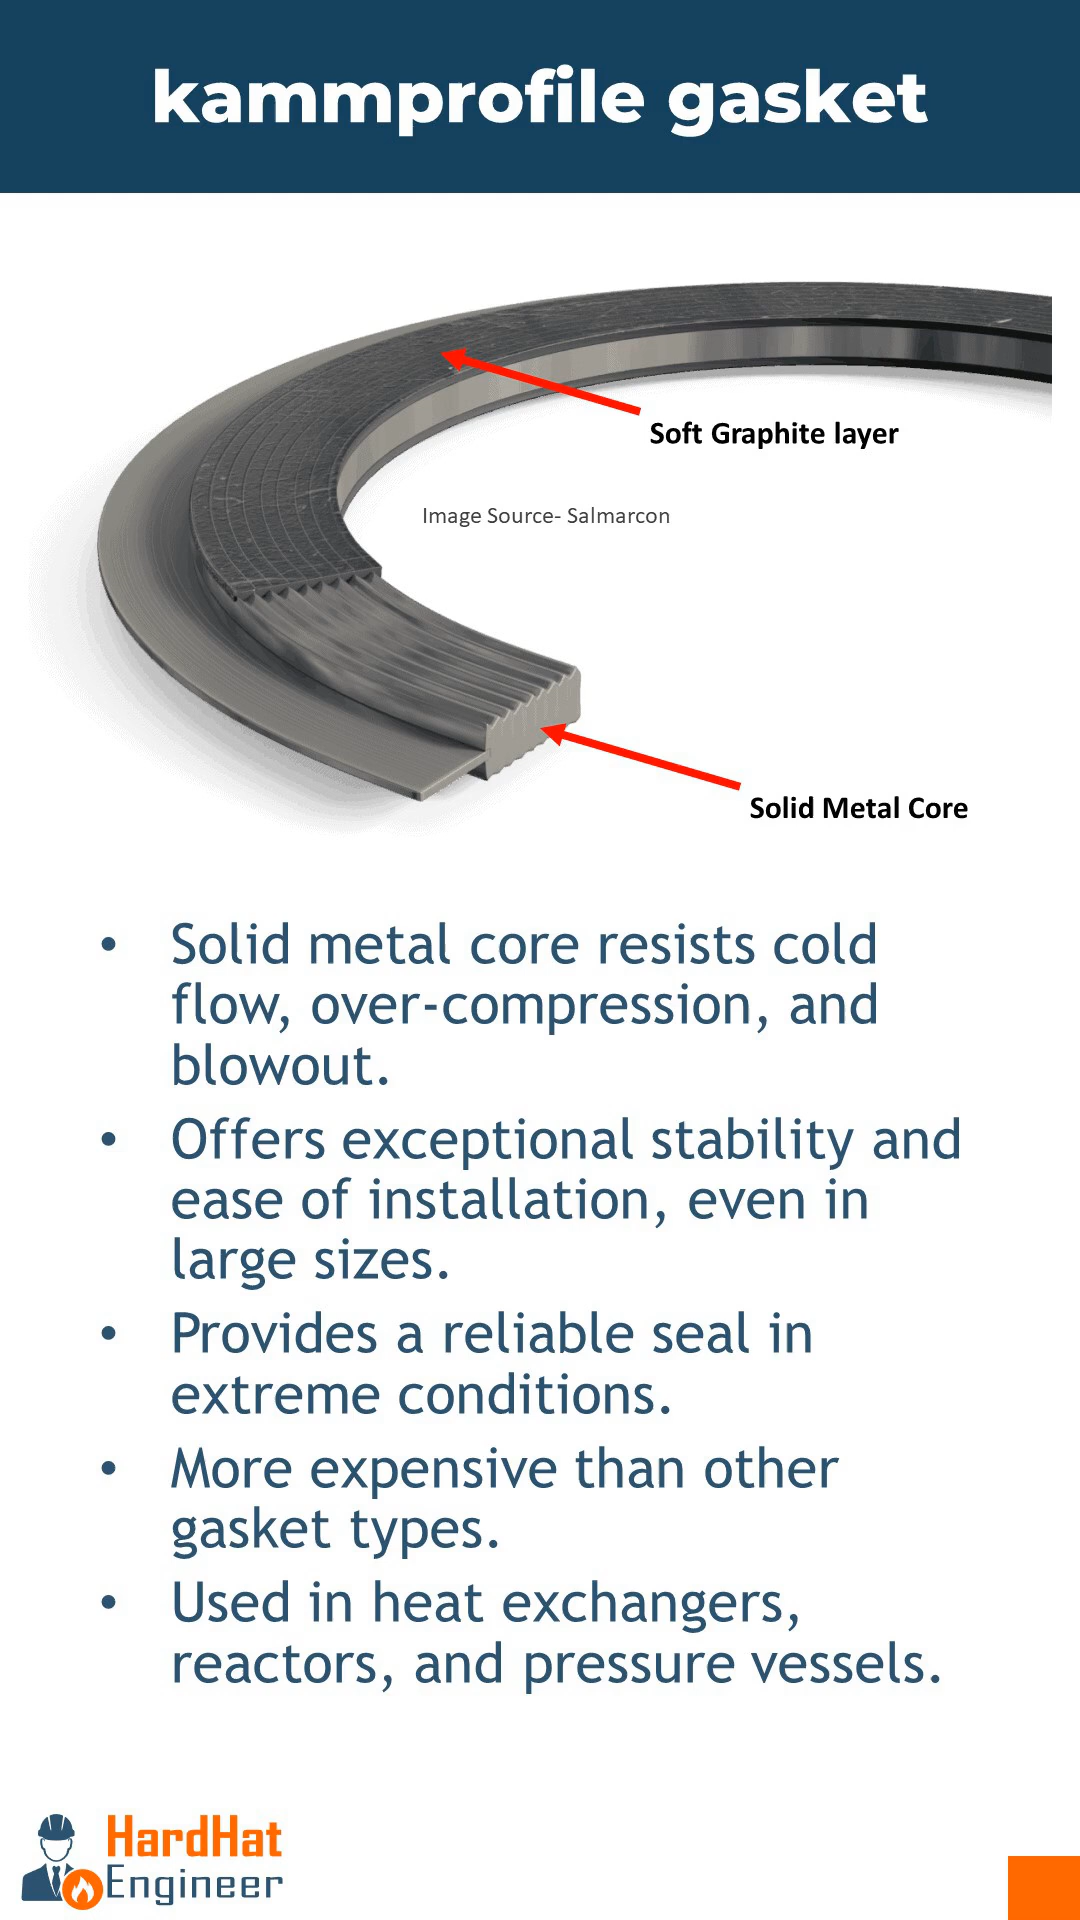 kammprofile gasket
Soft Graphite layer
Image Source- Salmarcon
Solid Metal Core
• Solid metal core resists cold
flow, over-compression, and
blowout.
• Offers exceptional stability and
ease of installation, even in
large sizes.
• Provides a reliable seal in
extreme conditions.
• More expensive than other
gasket types.
• Used in heat exchangers,
reactors, and pressure vessels.
HardHat
Engineer